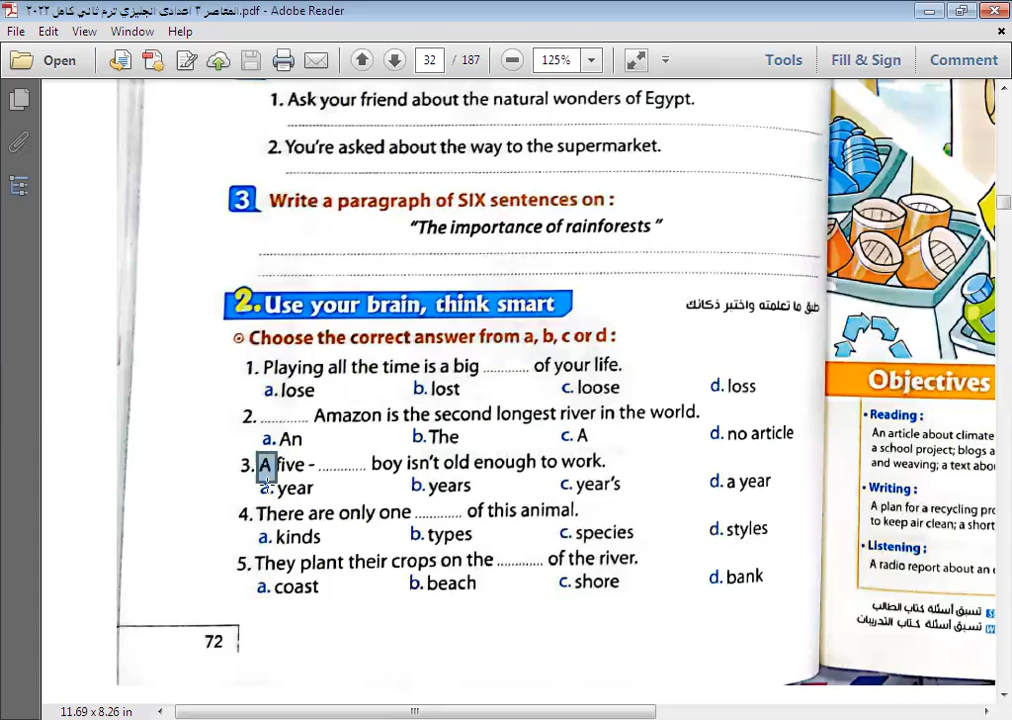 المعاصر ٣ اعدادى انجليزي ترم ثاني كامل ٢٠٢٢.pdf - Adobe Reader
File Edit View Window Help
Open 32 / 187 125% Tools Fill & Sign Comment
1. Ask your friend about the natural wonders of Egypt.
2. You're asked about the way to the supermarket.
3 Write a paragraph of SIX sentences on :
"The importance of rainforests "
2. Use your brain, think smart
طبق ما تعلمته واختبر ذكائك
Choose the correct answer from a, b, c or d :
1. Playing all the time is a big ............ of your life.
a. lose b. lost c. loose d. loss
2. ............ Amazon is the second longest river in the world.
a. An b. The c. A d. no article
3. A five - ............ boy isn't old enough to work.
a. year b. years c. year's d. a year
4. There are only one ............ of this animal.
a. kinds b. types c. species d. styles
5. They plant their crops on the ............ of the river.
a. coast b. beach c. shore d. bank
72
Objectives
• Reading :
An article about climate
a school project; blogs a
and weaving; a text abo
• Writing :
A plan for a recycling pro
to keep air clean; a short
• Listening :
A radio report about an
تسبق أسئلة كتاب الطالب
تسبق أسئلة كتاب التدريبات
11.69 x 8.26 in